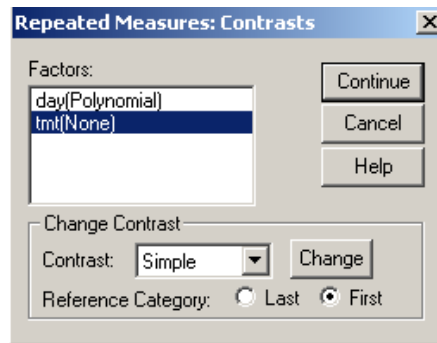 Repeated Measures: Contrasts
Factors:
day(Polynomial)
tmt(None)
Continue
Cancel
Help
Change Contrast
Contrast: Simple Change
Reference Category: Last First